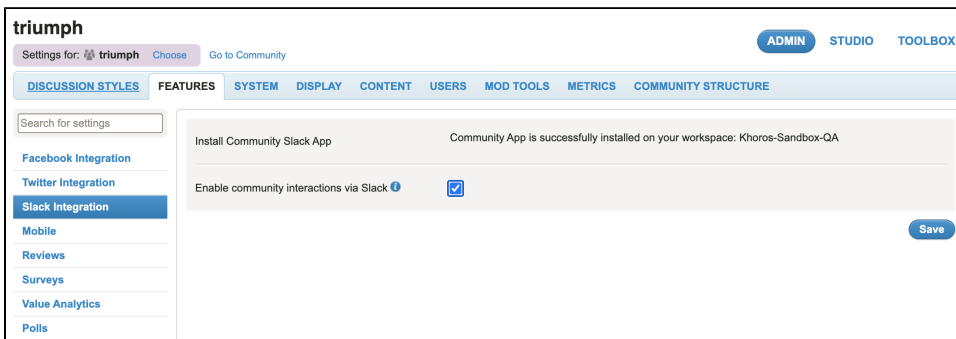 triumph
Settings for: triumph Choose Go to Community
ADMIN STUDIO TOOLBOX
DISCUSSION STYLES FEATURES SYSTEM DISPLAY CONTENT USERS MOD TOOLS METRICS COMMUNITY STRUCTURE
Search for settings
Facebook Integration
Twitter Integration
Slack Integration
Mobile
Reviews
Surveys
Value Analytics
Polls
Install Community Slack App Community App is successfully installed on your workspace: Khoros-Sandbox-QA
Enable community interactions via Slack i
Save